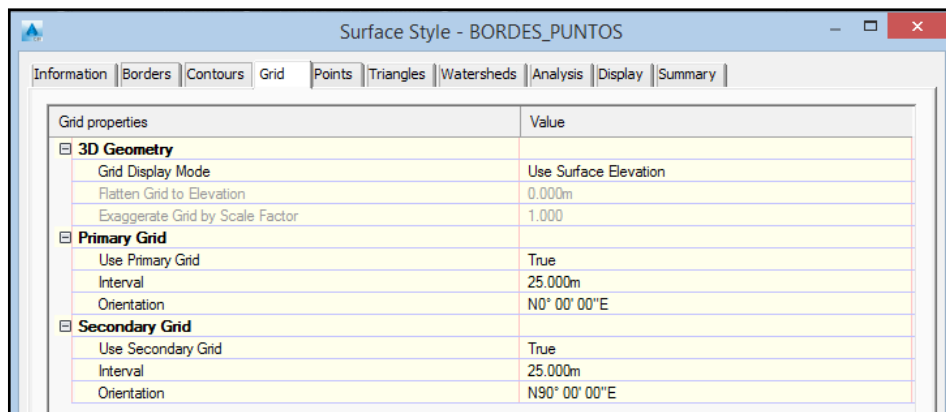 Surface Style - BORDES_PUNTOS
Information Borders Contours Grid Points Triangles Watersheds Analysis Display Summary
Grid properties Value
3D Geometry
Grid Display Mode Use Surface Elevation
Flatten Grid to Elevation 0.000m
Exaggerate Grid by Scale Factor 1.000
Primary Grid
Use Primary Grid True
Interval 25.000m
Orientation N0° 00' 00"E
Secondary Grid
Use Secondary Grid True
Interval 25.000m
Orientation N90° 00' 00"E